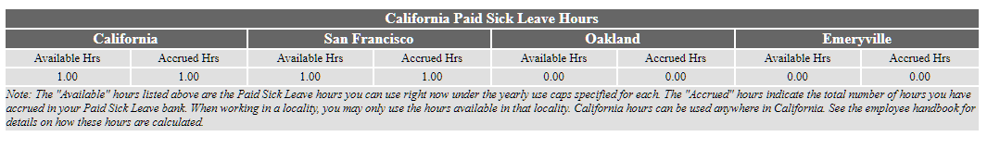 California Paid Sick Leave Hours
California San Francisco Oakland Emeryville
Available Hrs Accrued Hrs Available Hrs Accrued Hrs Available Hrs Accrued Hrs Available Hrs Accrued Hrs
1.00 1.00 1.00 1.00 0.00 0.00 0.00 0.00
Note: The "Available" hours listed above are the Paid Sick Leave hours you can use right now under the yearly use caps specified for each. The "Accrued" hours indicate the total number of hours you have
accrued in your Paid Sick Leave bank. When working in a locality, you may only use the hours available in that locality. California hours can be used anywhere in California. See the employee handbook for
details on how these hours are calculated.